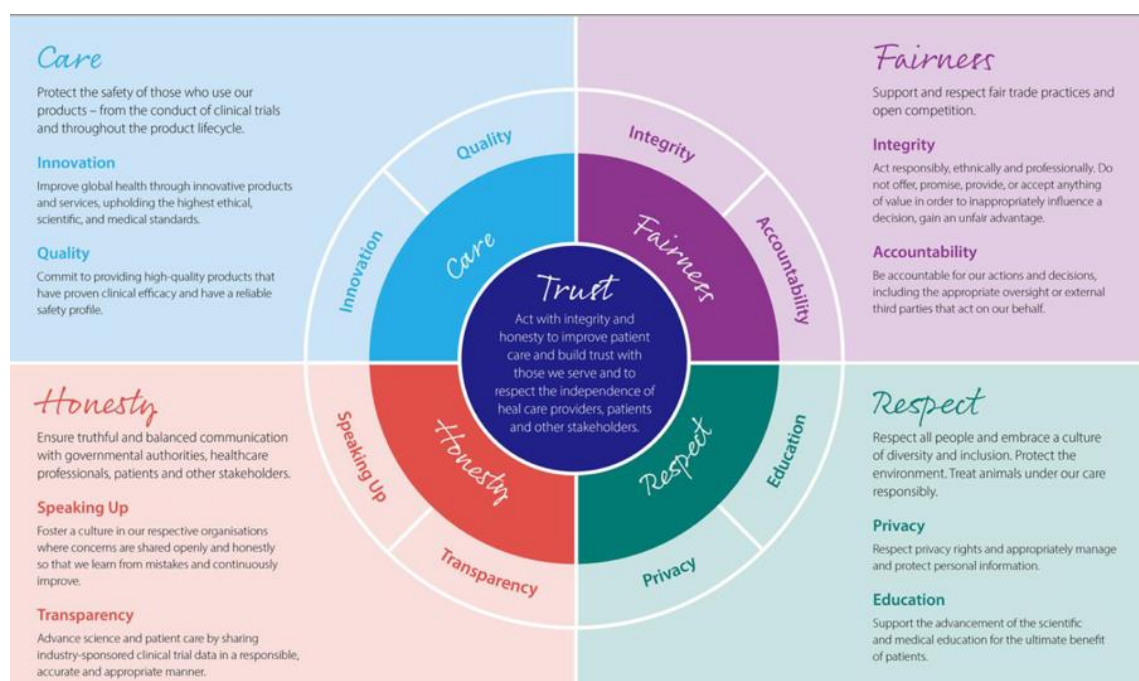 Care
Protect the safety of those who use our
products – from the conduct of clinical trials
and throughout the product lifecycle.
Innovation
Improve global health through innovative products
and services, upholding the highest ethical,
scientific, and medical standards.
Quality
Commit to providing high-quality products that
have proven clinical efficacy and have a reliable
safety profile.
Fairness
Support and respect fair trade practices and
open competition.
Integrity
Act responsibly, ethnically and professionally. Do
not offer, promise, provide, or accept anything
of value in order to inappropriately influence a
decision, gain an unfair advantage.
Accountability
Be accountable for our actions and decisions,
including the appropriate oversight or external
third parties that act on our behalf.
Quality
Integrity
Innovation
Accountability
Care
Fairness
Trust
Act with integrity and
honesty to improve patient
care and build trust with
those we serve and to
respect the independence of
heal care providers, patients
and other stakeholders.
Honesty
Respect
Speaking Up
Education
Transparency
Privacy
Honesty
Ensure truthful and balanced communication
with governmental authorities, healthcare
professionals, patients and other stakeholders.
Speaking Up
Foster a culture in our respective organisations
where concerns are shared openly and honestly
so that we learn from mistakes and continuously
improve.
Transparency
Advance science and patient care by sharing
industry-sponsored clinical trial data in a responsible,
accurate and appropriate manner.
Respect
Respect all people and embrace a culture
of diversity and inclusion. Protect the
environment. Treat animals under our care
responsibly.
Privacy
Respect privacy rights and appropriately manage
and protect personal information.
Education
Support the advancement of the scientific
and medical education for the ultimate benefit
of patients.